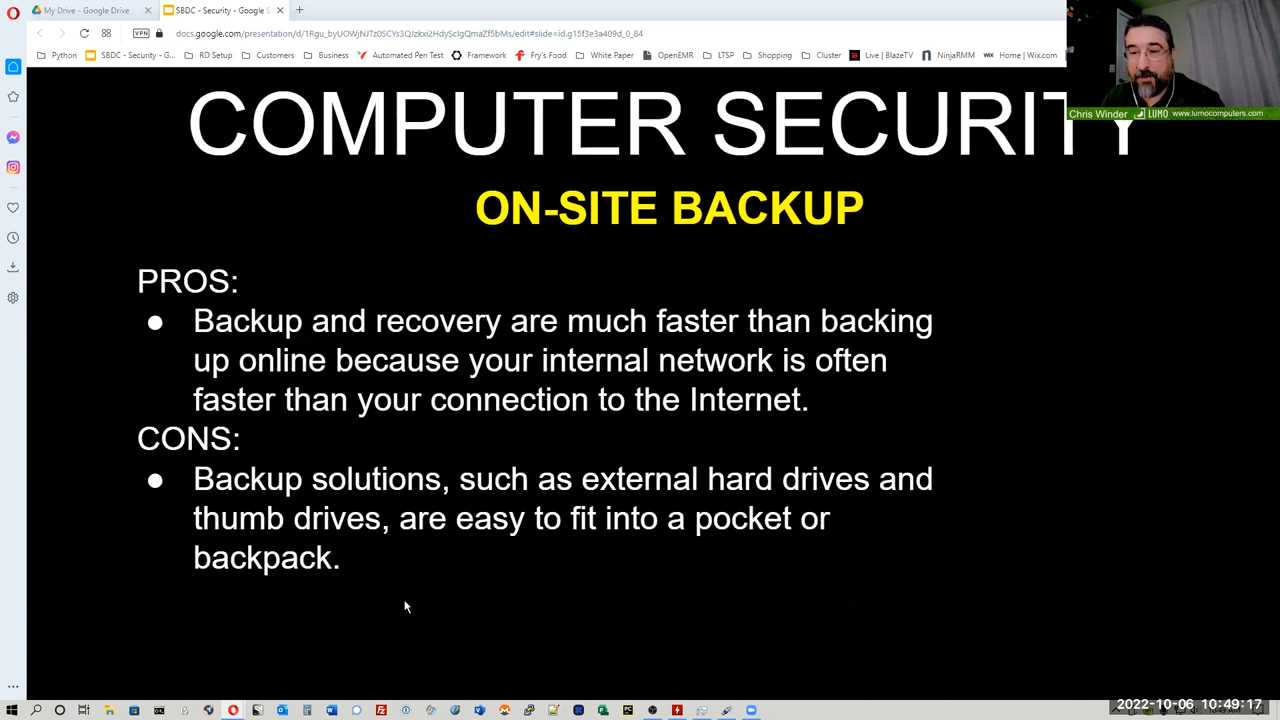 My Drive - Google Drive
SBDC - Security - Google S
VPN
docs.google.com/presentation/d/1Rgu_byUOWjNJTz0SCYs3QJzkxi2HdyScIgQmaZf5bMs/edit#slide=id.g15f3e3a409d_0_84
Python
SBDC - Security - G...
RD Setup
Customers
Business
Automated Pen Test
Framework
Fry's Food
White Paper
OpenEMR
LTSP
Shopping
Cluster
Live | BlazeTV
NinjaRMM
Home | Wix.com
Chris Winder
LUMO
www.lumocomputers.com
COMPUTER SECURITY
ON-SITE BACKUP
PROS:
● Backup and recovery are much faster than backing
up online because your internal network is often
faster than your connection to the Internet.
CONS:
● Backup solutions, such as external hard drives and
thumb drives, are easy to fit into a pocket or
backpack.
2022-10-06 10:49:17